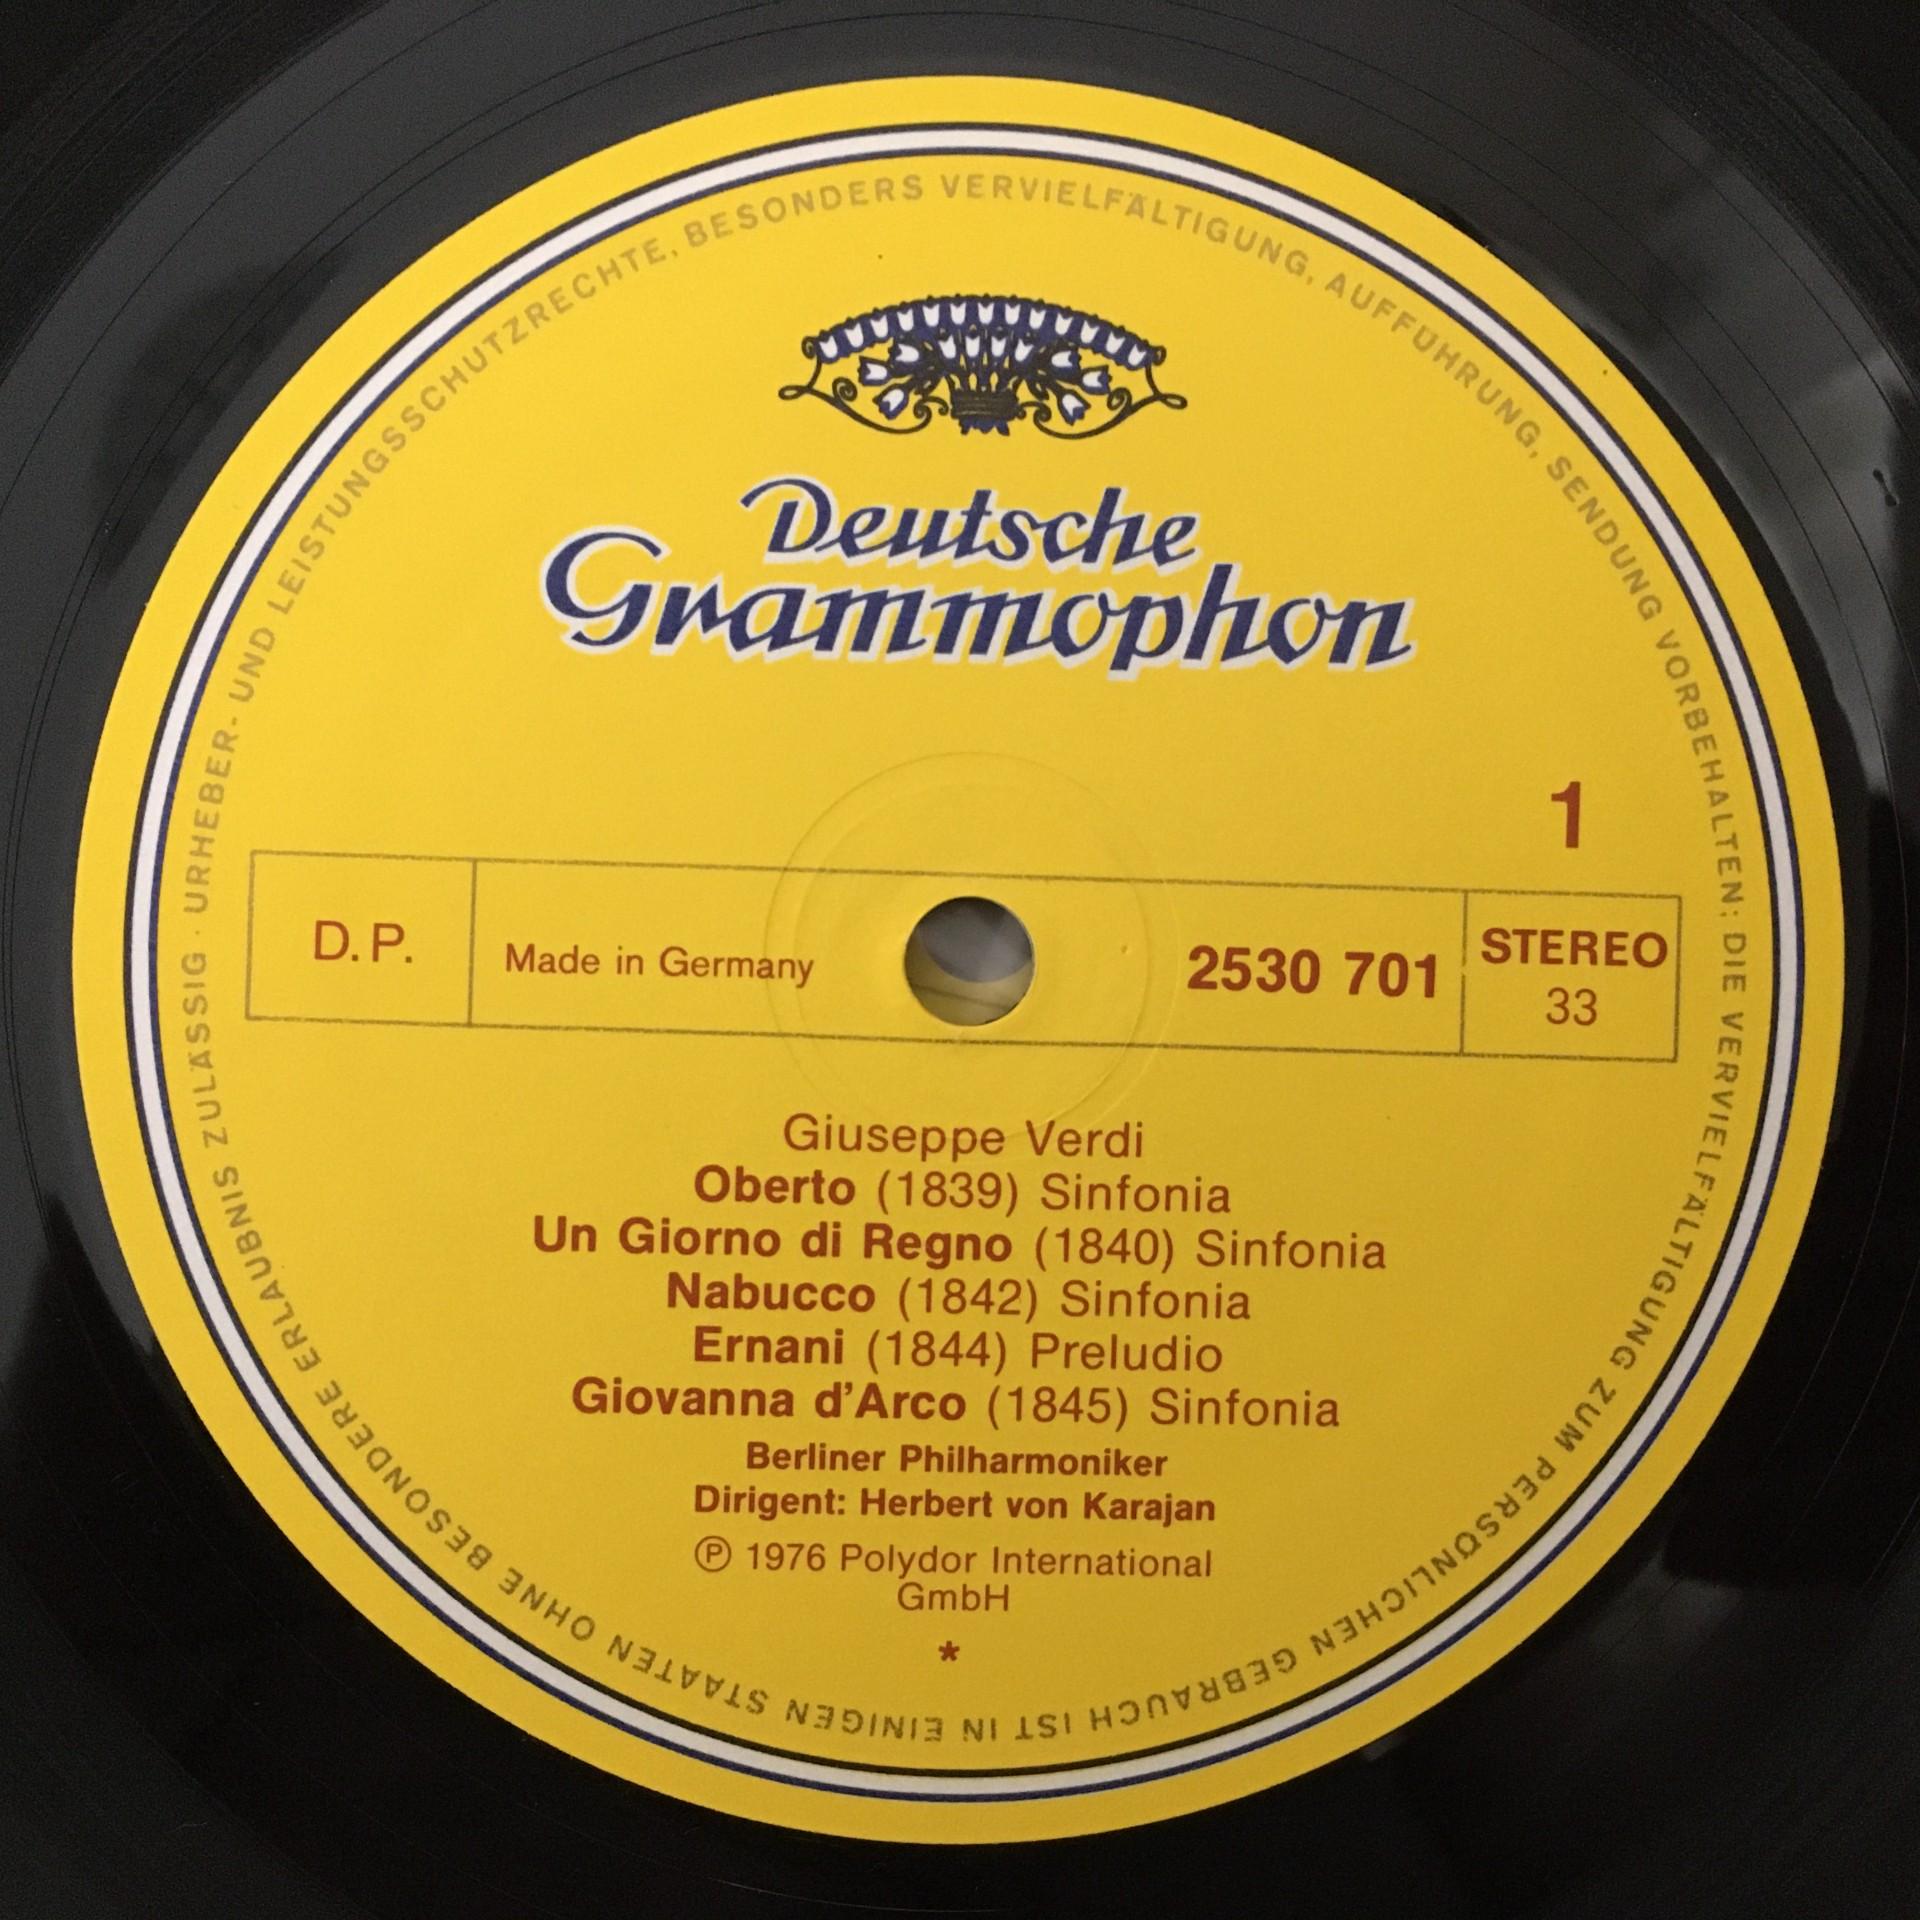 URHEBER- UND LEISTUNGSSCHUTZRECHTE, BESONDERS VERVIELFÄLTIGUNG, AUFFÜHRUNG, SENDUNG VORBEHALTEN; DIE VERVIELFÄLTIGUNG ZUM PERSÖNLICHEN GEBRAUCH IST IN EINIGEN STAATEN OHNE BESONDERE ERLAUBNIS ZULÄSSIG ·
Deutsche
Grammophon
1
D.P. Made in Germany 2530 701 STEREO
33
Giuseppe Verdi
Oberto (1839) Sinfonia
Un Giorno di Regno (1840) Sinfonia
Nabucco (1842) Sinfonia
Ernani (1844) Preludio
Giovanna d'Arco (1845) Sinfonia
Berliner Philharmoniker
Dirigent: Herbert von Karajan
℗ 1976 Polydor International
GmbH
*